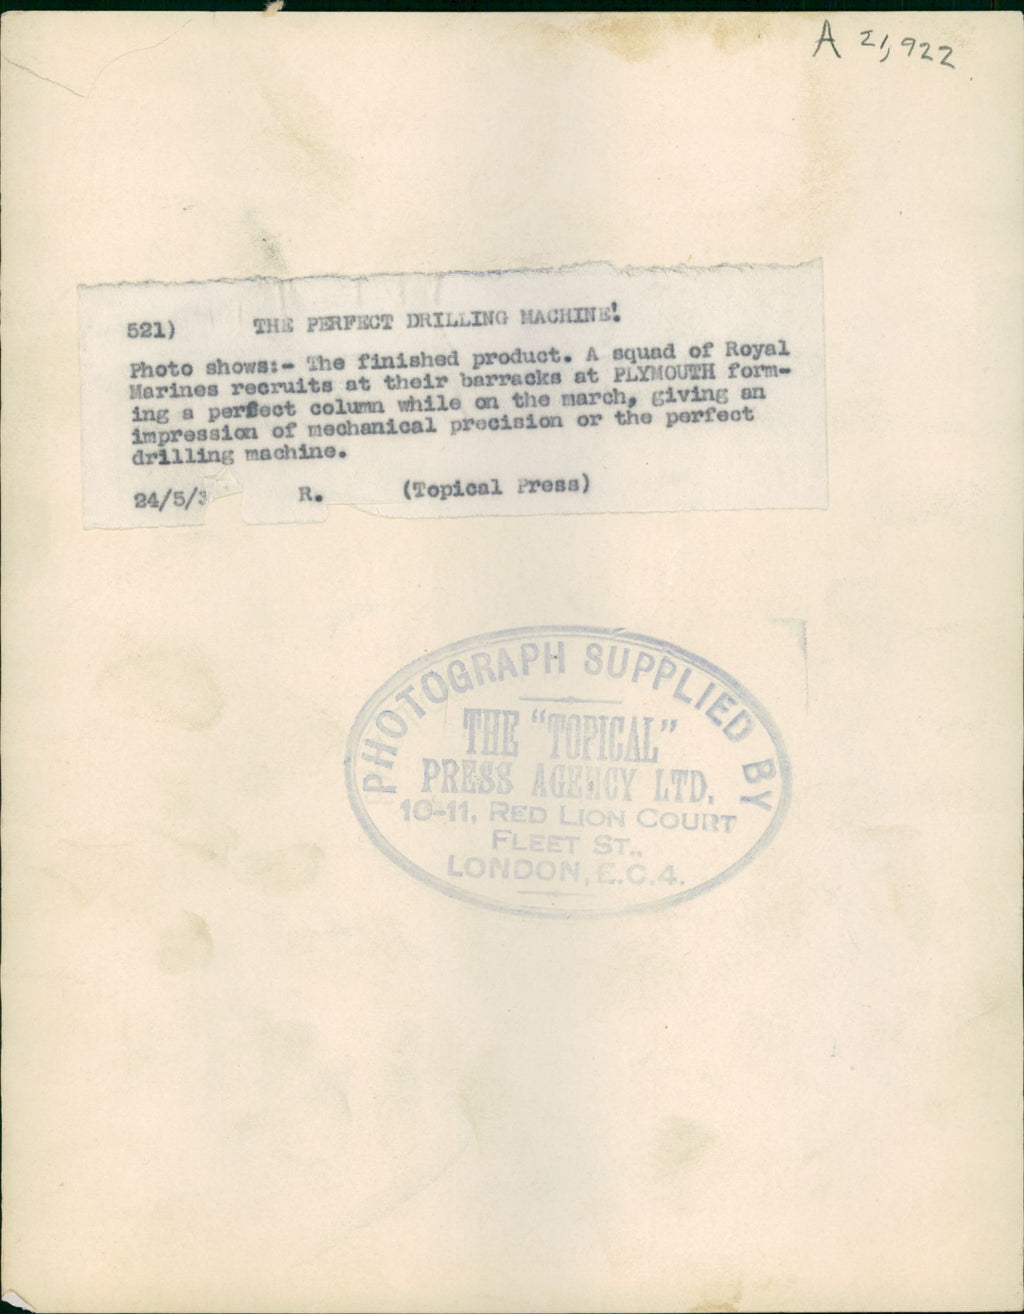 A 21,922
521) THE PERFECT DRILLING MACHINE!
Photo shows:- The finished product. A squad of Royal
Marines recruits at their barracks at PLYMOUTH form-
ing a perfect column while on the march, giving an
impression of mechanical precision or the perfect
drilling machine.
24/5/3 R. (Topical Press)
PHOTOGRAPH SUPPLIED BY
THE "TOPICAL"
PRESS AGENCY LTD.
10-11, RED LION COURT
FLEET ST.,
LONDON, E.C.4.